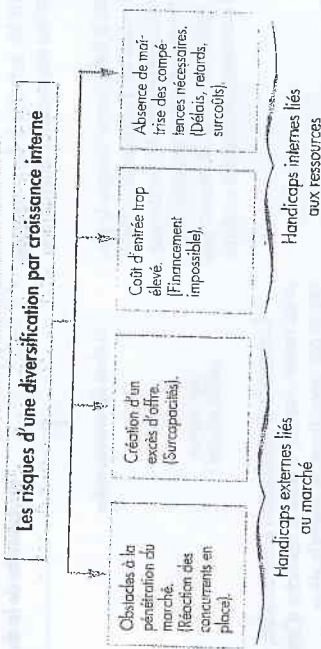 Les risques d'une diversification par croissance interne
Obstacles à la
pénétration du
marché.
(Réaction des
concurrents en
place).
Création d'un
excès d'offre.
(Surcapacités).
Coût d'entrée trop
élevé.
(Financement
impossible).
Absence de maî-
trise des compé-
tences nécessaires.
(Délais, retards,
surcoûts).
Handicaps externes liés
au marché
Handicaps internes liés
aux ressources